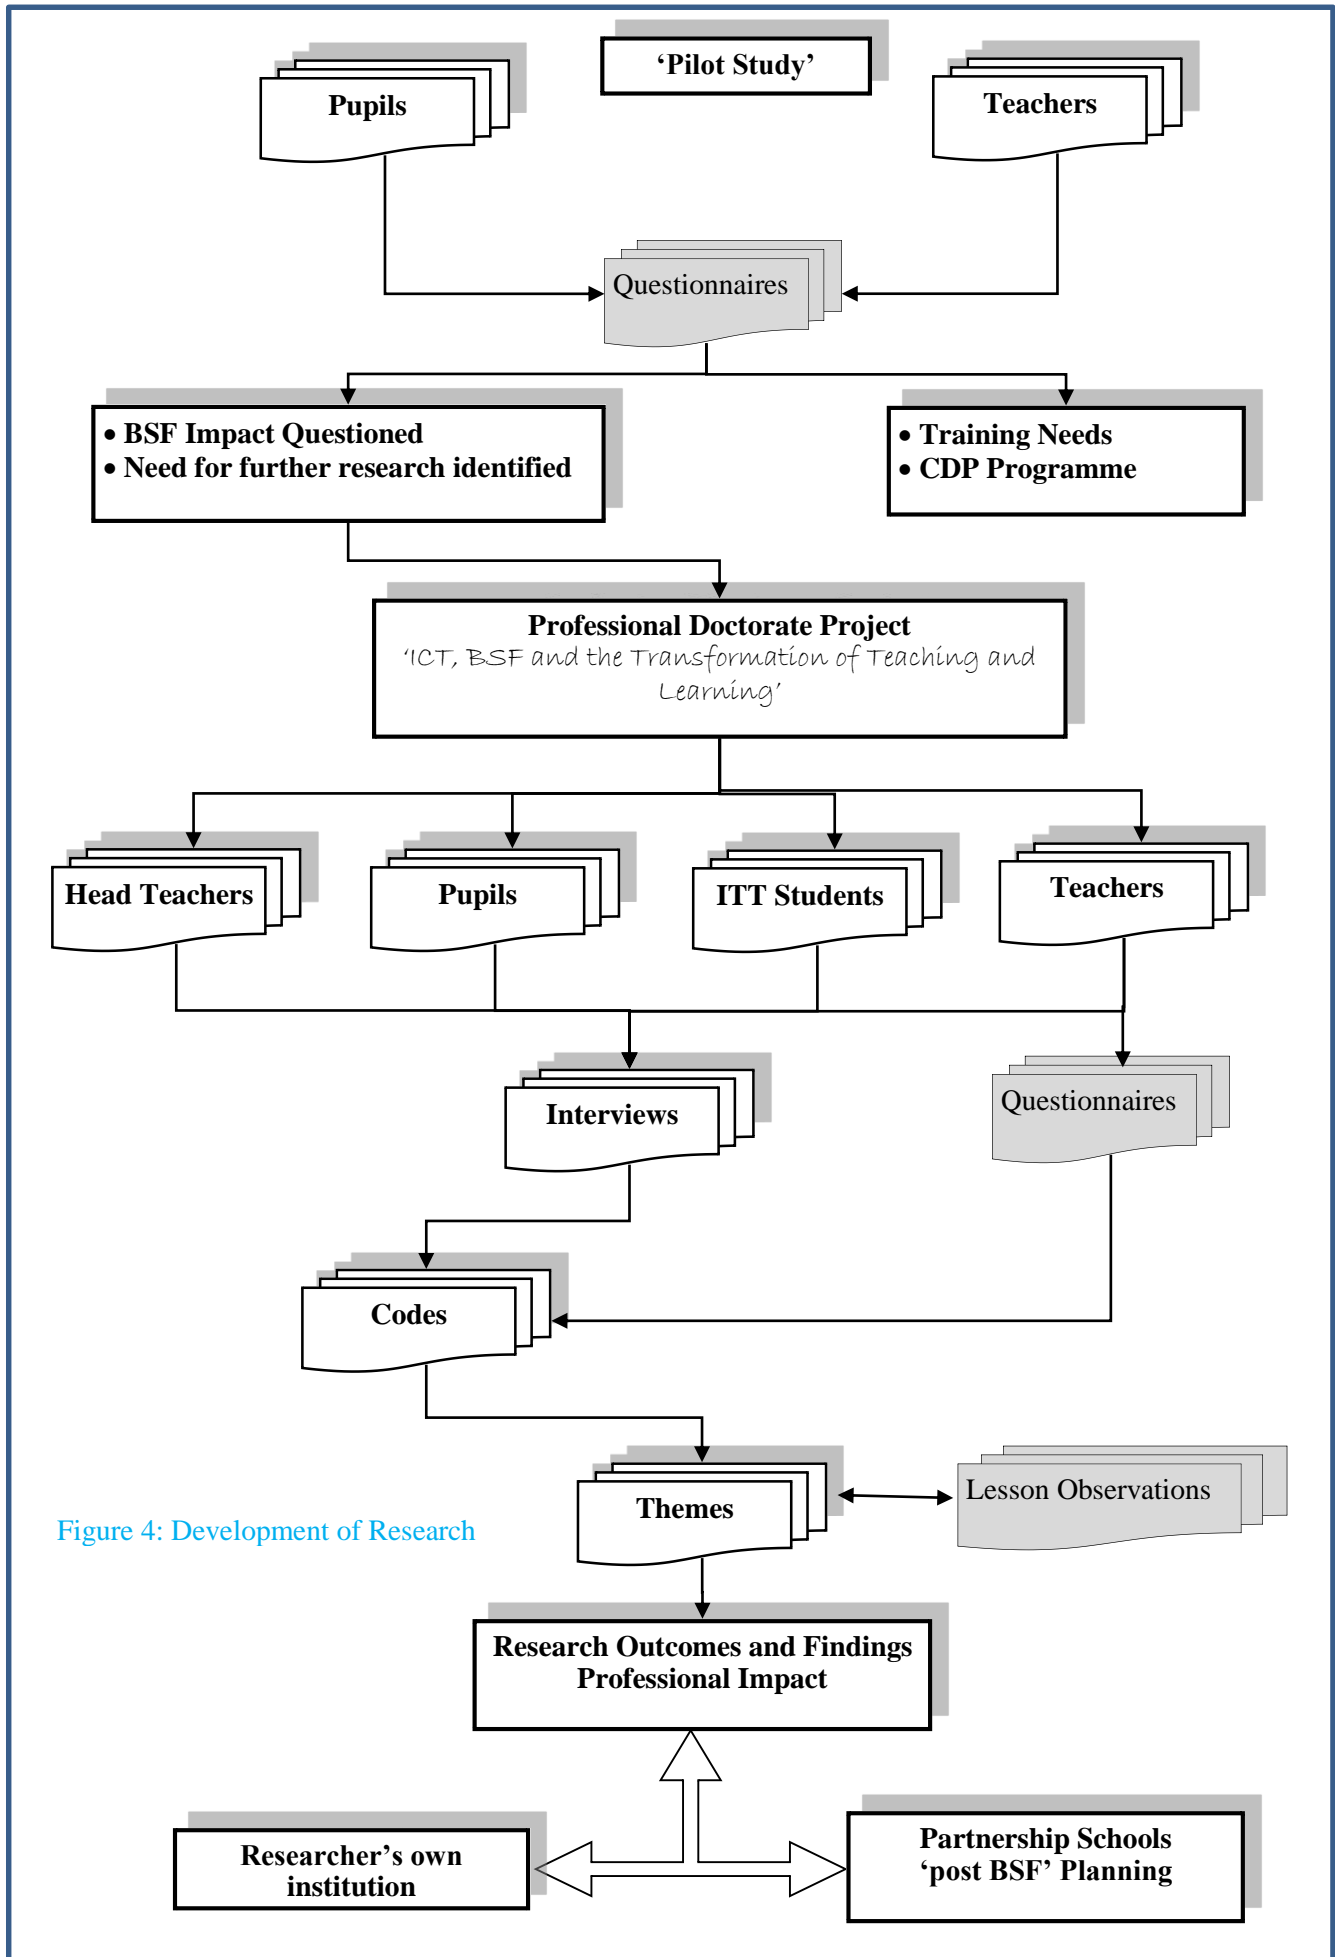 ‘Pilot Study’
Pupils
Teachers
Questionnaires
• BSF Impact Questioned
• Need for further research identified
• Training Needs
• CDP Programme
Professional Doctorate Project
‘ICT, BSF and the Transformation of Teaching and
Learning’
Head Teachers
Pupils
ITT Students
Teachers
Interviews
Questionnaires
Codes
Themes
Lesson Observations
Figure 4: Development of Research
Research Outcomes and Findings
Professional Impact
Researcher’s own
institution
Partnership Schools
‘post BSF’ Planning